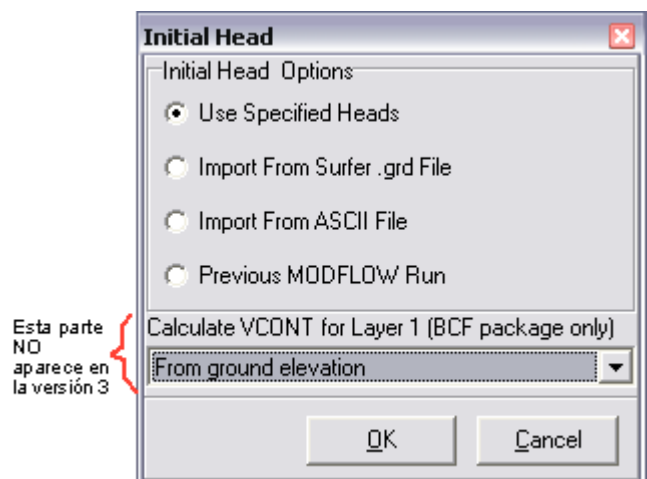 Initial Head
Initial Head Options
Use Specified Heads
Import From Surfer .grd File
Import From ASCII File
Previous MODFLOW Run
Esta parte
NO
aparece en
la versión 3
Calculate VCONT for Layer 1 (BCF package only)
From ground elevation
OK
Cancel